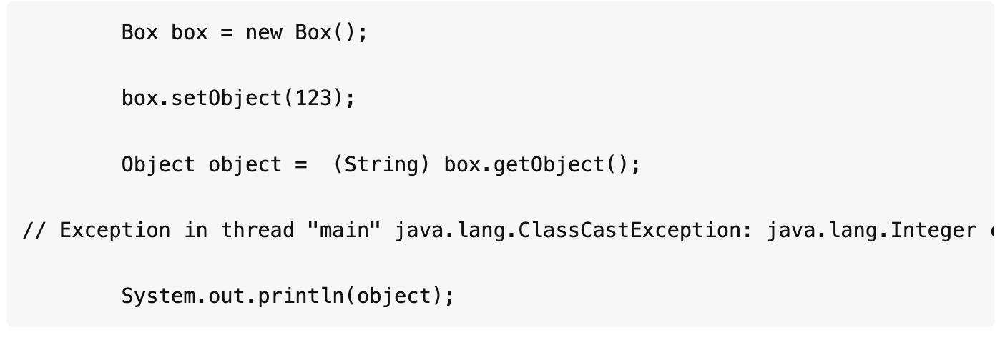 Box box = new Box();
box.setObject(123);
Object object =  (String) box.getObject();
// Exception in thread "main" java.lang.ClassCastException: java.lang.Integer
System.out.println(object);